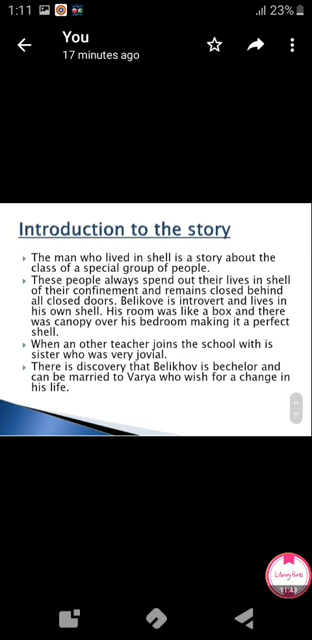 1:11
23%
You
17 minutes ago
Introduction to the story
The man who lived in shell is a story about the
class of a special group of people.
These people always spend out their lives in shell
of their confinement and remains closed behind
all closed doors. Belikove is introvert and lives in
his own shell. His room was like a box and there
was canopy over his bedroom making it a perfect
shell.
When an other teacher joins the school with is
sister who was very jovial.
There is discovery that Belikhov is bechelor and
can be married to Varya who wish for a change in
his life.
11:43